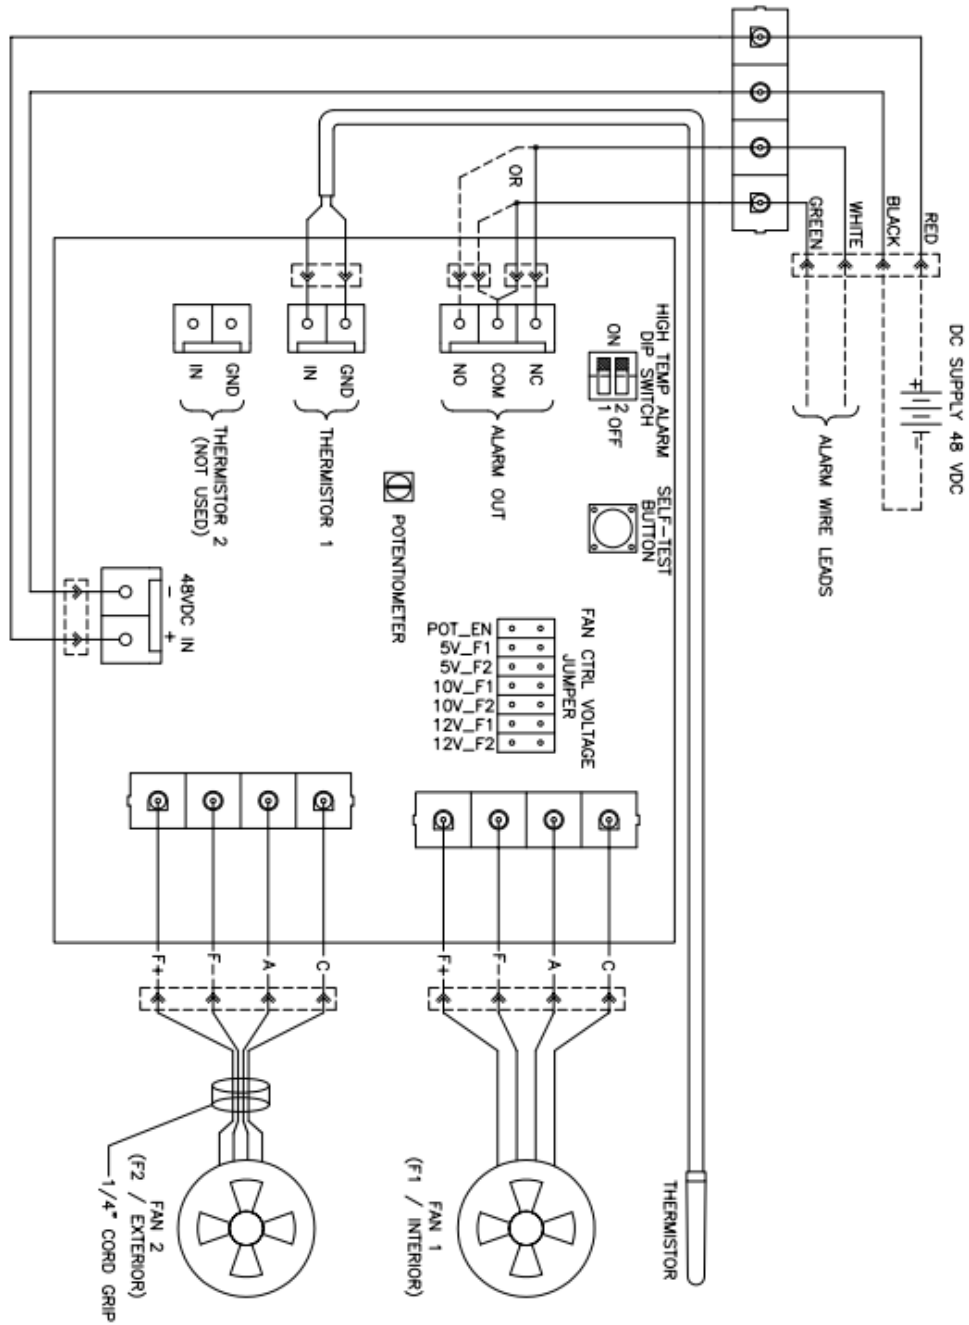 GREEN
WHITE
BLACK
RED
DC SUPPLY 48 VDC
+
-
ALARM WIRE LEADS
OR
HIGH TEMP ALARM
DIP SWITCH
ON
1 2
OFF
NO
COM
NC
ALARM OUT
IN
GND
THERMISTOR 1
IN
GND
THERMISTOR 2
(NOT USED)
SELF-TEST
BUTTON
POTENTIOMETER
48VDC IN
-
+
FAN CTRL VOLTAGE
JUMPER
POT_EN
5V_F1
5V_F2
10V_F1
10V_F2
12V_F1
12V_F2
F+
F-
A
C
F+
F-
A
C
FAN 2
(F2 / EXTERIOR)
1/4" CORD GRIP
FAN 1
(F1 / INTERIOR)
THERMISTOR